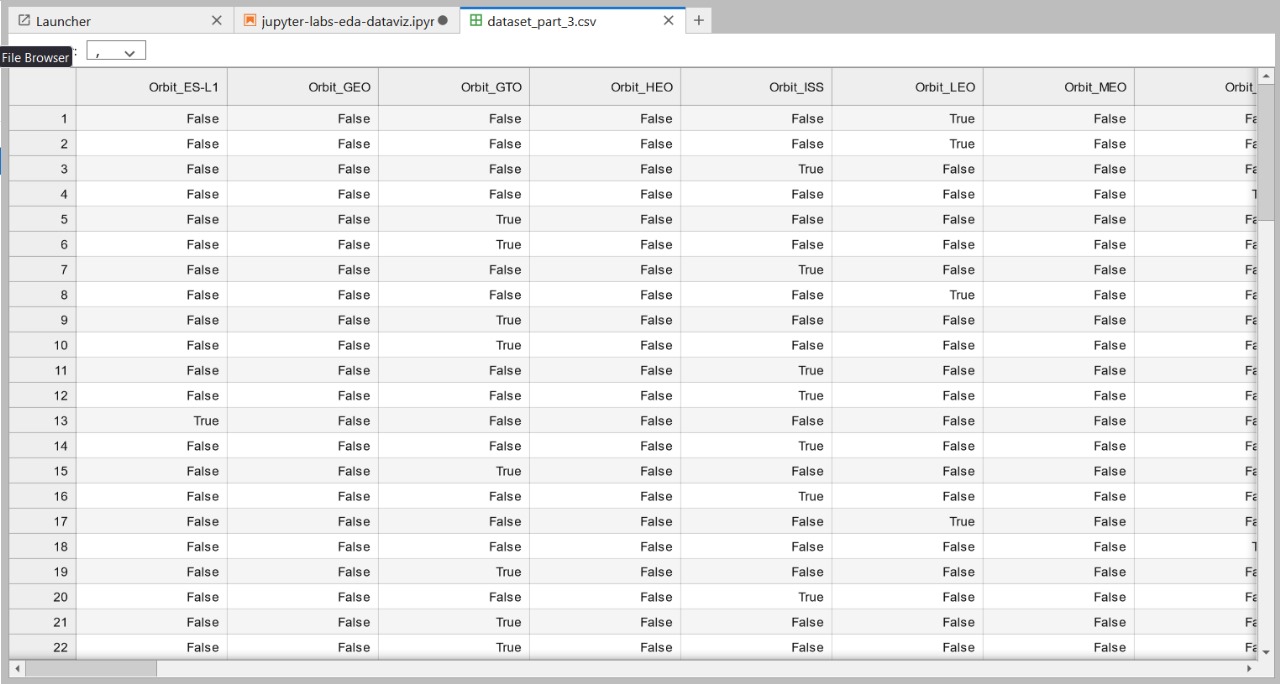 Launcher jupyter-labs-eda-dataviz.ipyr dataset_part_3.csv
File Browser : ,
Orbit_ES-L1 Orbit_GEO Orbit_GTO Orbit_HEO Orbit_ISS Orbit_LEO Orbit_MEO Orbit_
1 False False False False False True False Fa
2 False False False False False True False Fa
3 False False False False True False False Fa
4 False False False False False False False T
5 False False True False False False False Fa
6 False False True False False False False Fa
7 False False False False True False False Fa
8 False False False False False True False Fa
9 False False True False False False False Fa
10 False False True False False False False Fa
11 False False False False True False False Fa
12 False False False False True False False Fa
13 True False False False False False False Fa
14 False False False False True False False Fa
15 False False True False False False False Fa
16 False False False False True False False Fa
17 False False False False False True False Fa
18 False False False False False False False T
19 False False True False False False False Fa
20 False False False False True False False Fa
21 False False True False False False False Fa
22 False False True False False False False Fa